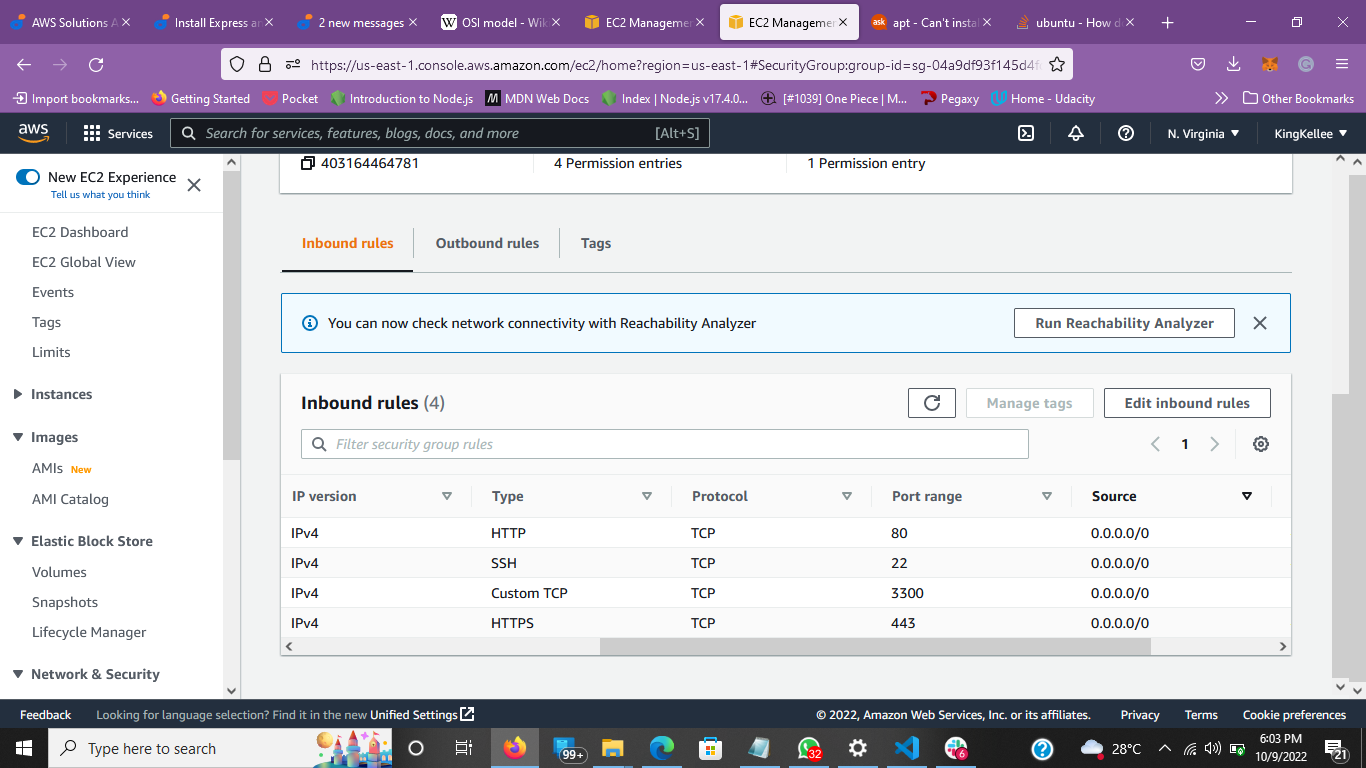 AWS Solutions A
Install Express an
2 new messages
OSI model - Wik
EC2 Managemen
EC2 Managemen
apt - Can't instal
ubuntu - How do
https://us-east-1.console.aws.amazon.com/ec2/home?region=us-east-1#SecurityGroup:group-id=sg-04a9df93f145d4f
Import bookmarks...
Getting Started
Pocket
Introduction to Node.js
MDN Web Docs
Index | Node.js v17.4.0...
[#1039] One Piece | M...
Pegaxy
Home - Udacity
Other Bookmarks
aws
Services
Search for services, features, blogs, docs, and more
[Alt+S]
N. Virginia
KingKellee
New EC2 Experience
Tell us what you think
EC2 Dashboard
EC2 Global View
Events
Tags
Limits
Instances
Images
AMIs New
AMI Catalog
Elastic Block Store
Volumes
Snapshots
Lifecycle Manager
Network & Security
403164464781
4 Permission entries
1 Permission entry
Inbound rules
Outbound rules
Tags
You can now check network connectivity with Reachability Analyzer
Run Reachability Analyzer
Inbound rules (4)
Manage tags
Edit inbound rules
Filter security group rules
1
IP version Type Protocol Port range Source
IPv4 HTTP TCP 80 0.0.0.0/0
IPv4 SSH TCP 22 0.0.0.0/0
IPv4 Custom TCP TCP 3300 0.0.0.0/0
IPv4 HTTPS TCP 443 0.0.0.0/0
Feedback
Looking for language selection? Find it in the new Unified Settings
© 2022, Amazon Web Services, Inc. or its affiliates.
Privacy
Terms
Cookie preferences
Type here to search
99+
32
6
28°C
6:03 PM
10/9/2022
21